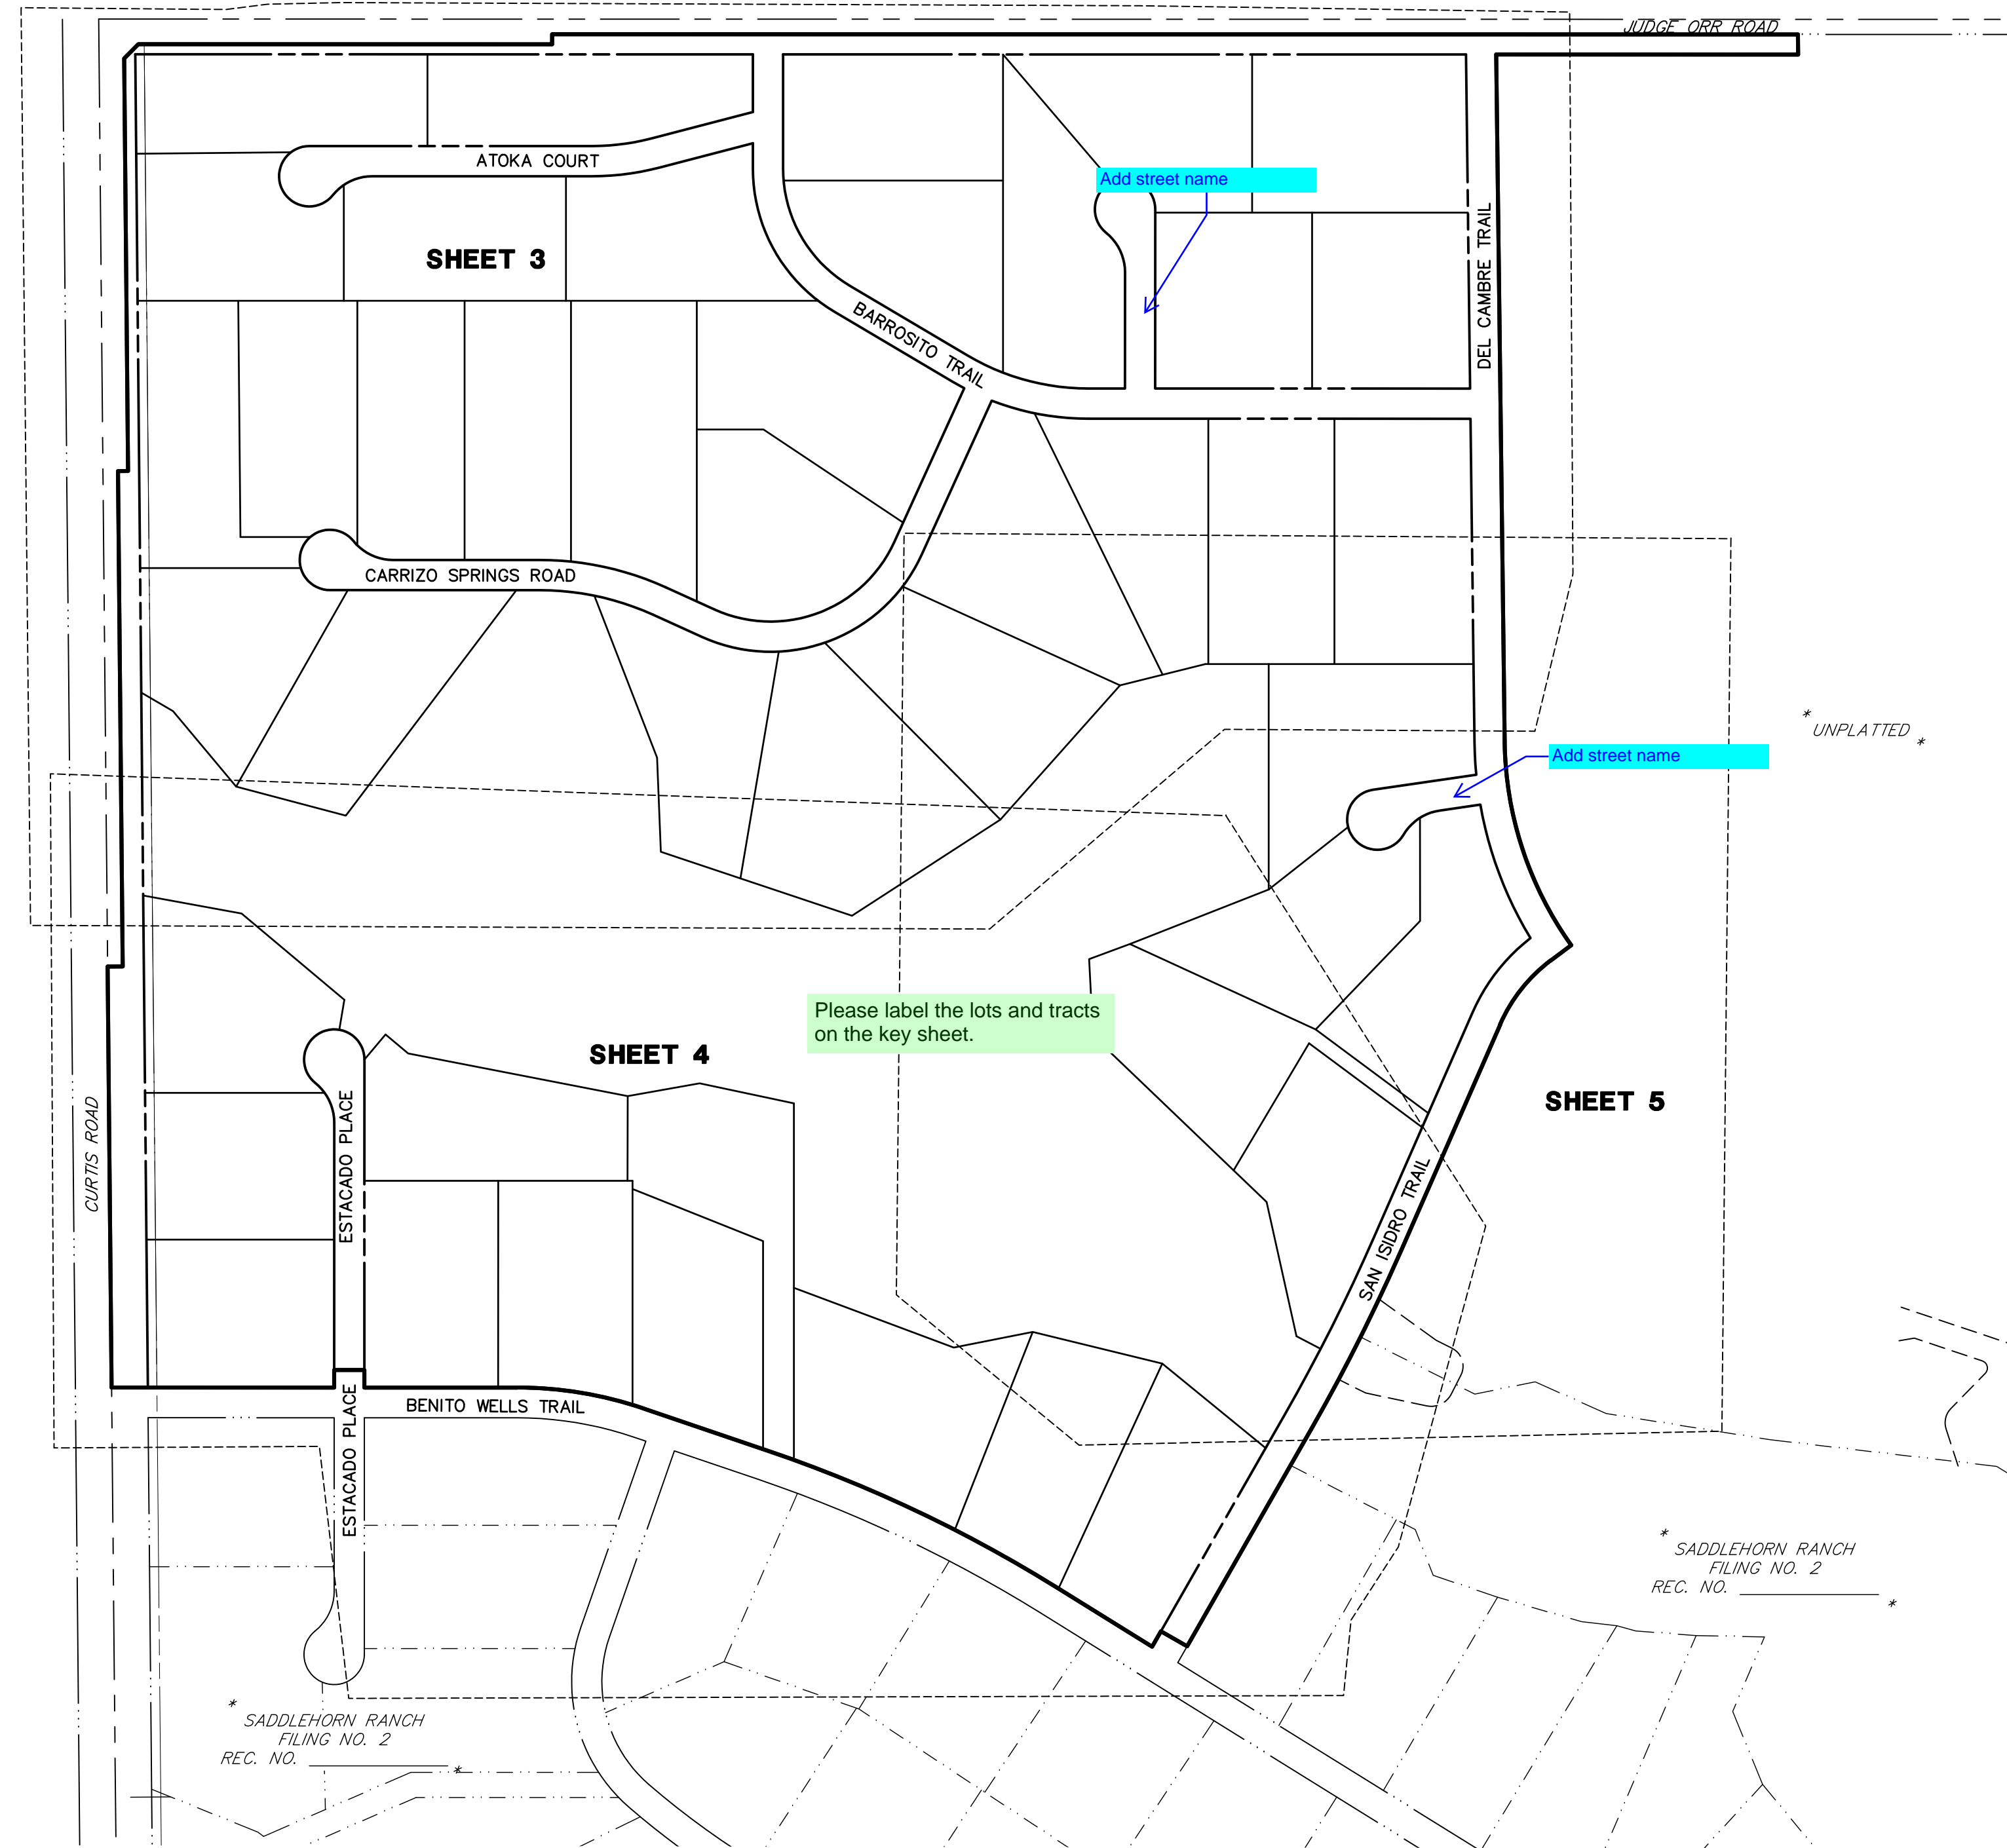 JUDGE ORR ROAD
ATOKA COURT
Add street name
SHEET 3
DEL CAMBRE TRAIL
BARROSITO TRAIL
CARRIZO SPRINGS ROAD
*
UNPLATTED
*
Add street name
Please label the lots and tracts
on the key sheet.
SHEET 4
SHEET 5
CURTIS ROAD
ESTACADO PLACE
SAN ISIDRO TRAIL
BENITO WELLS TRAIL
ESTACADO PLACE
*
SADDLEHORN RANCH
FILING NO. 2
REC. NO. ____________
*
*
SADDLEHORN RANCH
FILING NO. 2
REC. NO. ____________
*